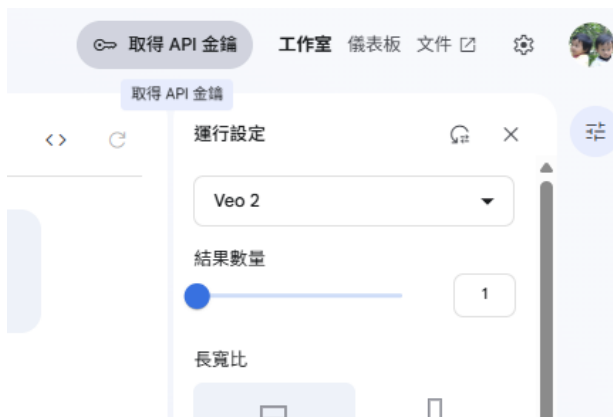 取得 API 金鑰 工作室 儀表板 文件
取得 API 金鑰
運行設定
Veo 2
結果數量
1
長寬比